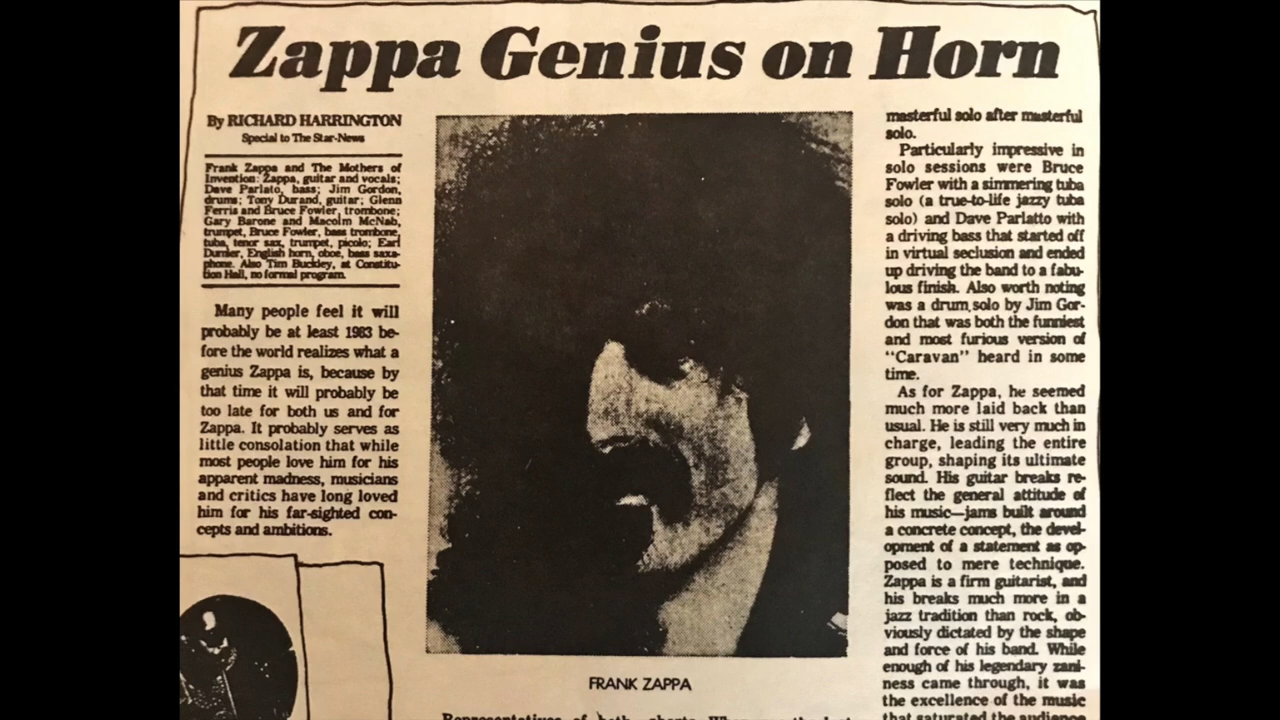 Zappa Genius on Horn
By RICHARD HARRINGTON
Special to The Star-News
Frank Zappa and The Mothers of
Invention: Zappa, guitar and vocals;
Dave Parlato, bass; Jim Gordon,
drums; Tony Durand, guitar; Glenn
Ferris and Bruce Fowler, trombone;
Gary Barone and Macolm McNab,
trumpet, Bruce Fowler, bass trombone,
tuba, tenor sax, trumpet, picolo; Earl
Dumler, English horn, oboe, bass saxa-
phone. Also Tim Buckley, at Constitu-
tion Hall, no formal program.
Many people feel it will
probably be at least 1983 be-
fore the world realizes what a
genius Zappa is, because by
that time it will probably be
too late for both us and for
Zappa. It probably serves as
little consolation that while
most people love him for his
apparent madness, musicians
and critics have long loved
him for his far-sighted con-
cepts and ambitions.
FRANK ZAPPA
Representatives of both
masterful solo after masterful
solo.
Particularly impressive in
solo sessions were Bruce
Fowler with a simmering tuba
solo (a true-to-life jazzy tuba
solo) and Dave Parlatto with
a driving bass that started off
in virtual seclusion and ended
up driving the band to a fabu-
lous finish. Also worth noting
was a drum solo by Jim Gor-
don that was both the funniest
and most furious version of
"Caravan" heard in some
time.
As for Zappa, he seemed
much more laid back than
usual. He is still very much in
charge, leading the entire
group, shaping its ultimate
sound. His guitar breaks re-
flect the general attitude of
his music—jams built around
a concrete concept, the devel-
opment of a statement as op-
posed to mere technique.
Zappa is a firm guitarist, and
his breaks much more in a
jazz tradition than rock, ob-
viously dictated by the shape
and force of his band. While
enough of his legendary zani-
ness came through, it was
the excellence of the music
that saturated the audience